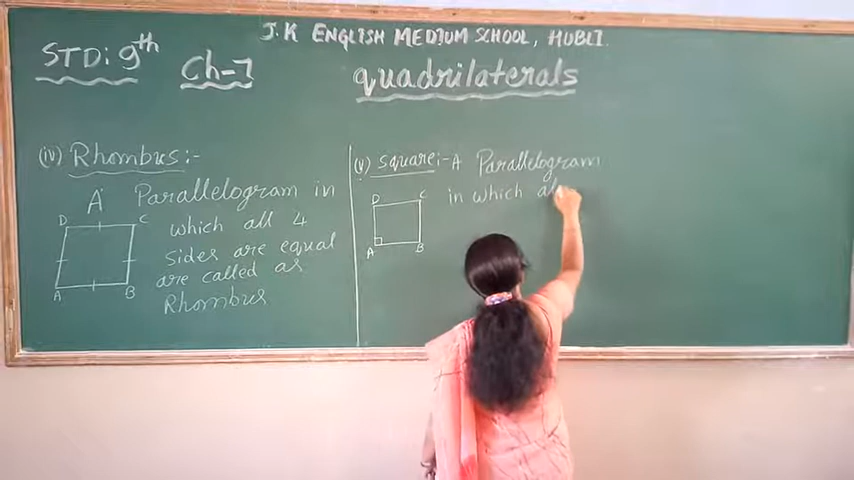 J.K ENGLISH MEDIUM SCHOOL, HUBLI.
STD: 9th Ch-7
quadrilaterals
(iv) Rhombus:-
A Parallelogram in
which all 4
sides are equal
are called as
Rhombus
D C
A B
(v) square:- A Parallelogram
in which all
D C
A B